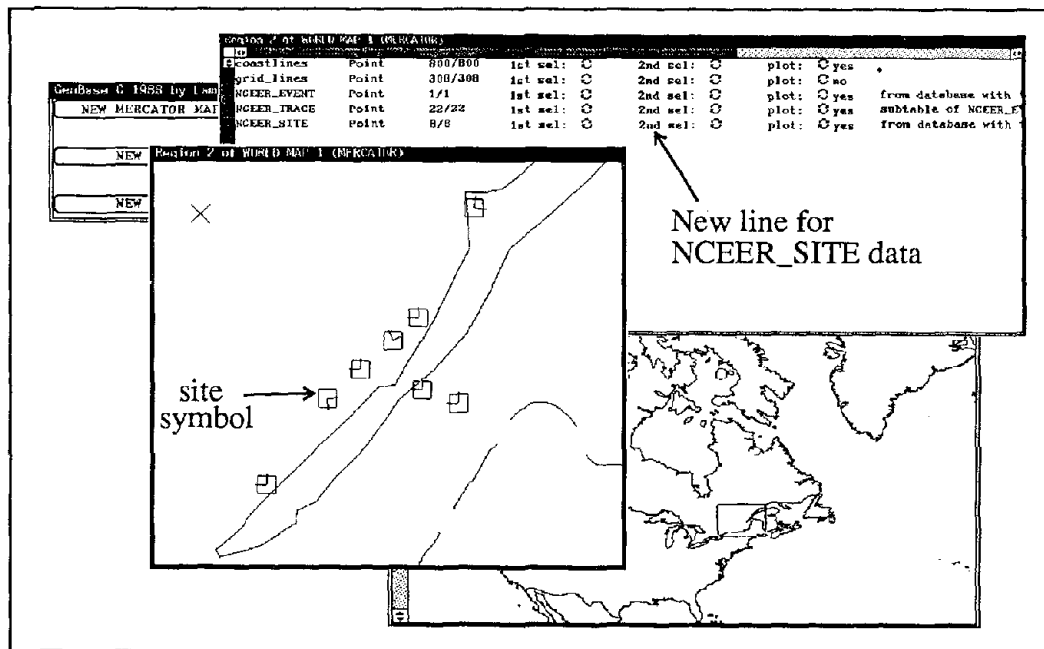 Region 2 of WORLD MAP 1 (MERCATOR)
coastlines Point 800/800 1st sel: 2nd sel: plot: yes
grid_lines Point 308/308 1st sel: 2nd sel: plot: no
NCEER_EVENT Point 1/1 1st sel: 2nd sel: plot: yes from database with
NCEER_TRACE Point 22/22 1st sel: 2nd sel: plot: yes subtable of NCEER_E
NCEER_SITE Point 8/8 1st sel: 2nd sel: plot: yes from database with
GenBase © 1988 by Lam
NEW MERCATOR MAP
NEW
NEW
Region 2 of WORLD MAP 1 (MERCATOR)
New line for
NCEER_SITE data
site
symbol